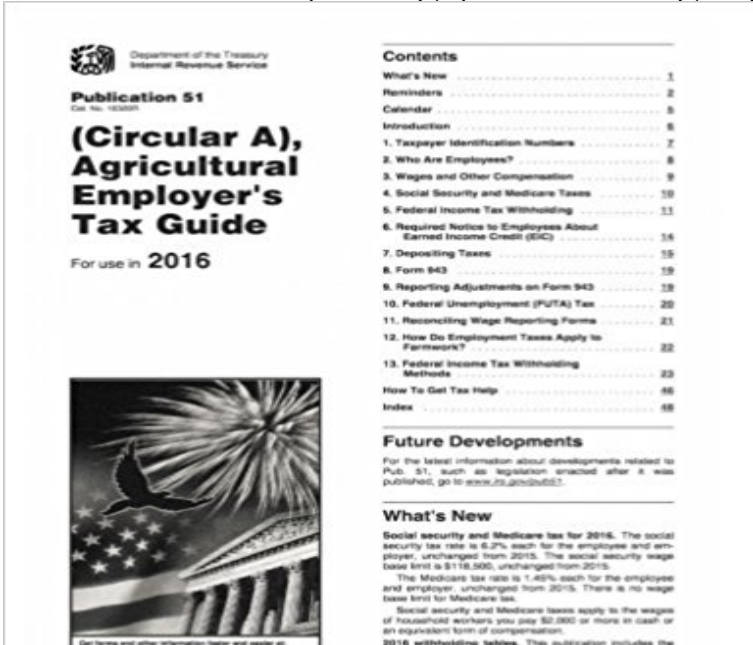 Department of the Treasury
Internal Revenue Service
Publication 51
(Circular A),
Agricultural
Employer's
Tax Guide
For use in 2016
Get forms and other information faster and easier at:
Contents
What's New 1
Reminders 2
Calendar 5
Introduction 6
1. Taxpayer Identification Numbers 7
2. Who Are Employees? 8
3. Wages and Other Compensation 9
4. Social Security and Medicare Taxes 10
5. Federal Income Tax Withholding 11
6. Required Notice to Employees About
Earned Income Credit (EIC) 14
7. Depositing Taxes 15
8. Form 943 19
9. Reporting Adjustments on Form 943 19
10. Federal Unemployment (FUTA) Tax 20
11. Reconciling Wage Reporting Forms 21
12. How Do Employment Taxes Apply to
Farmwork? 22
13. Federal Income Tax Withholding
Methods 23
How To Get Tax Help 46
Index 48
Future Developments
For the latest information about developments related to
Pub. 51, such as legislation enacted after it was
published, go to www.irs.gov/pub51.
What's New
Social security and Medicare tax for 2016. The social
security tax rate is 6.2% each for the employee and em-
ployer, unchanged from 2015. The social security wage
base limit is $118,500, unchanged from 2015.
The Medicare tax rate is 1.45% each for the employee
and employer, unchanged from 2015. There is no wage
base limit for Medicare tax.
Social security and Medicare taxes apply to the wages
of household workers you pay $2,000 or more in cash or
an equivalent form of compensation.
2016 withholding tables. This publication includes the